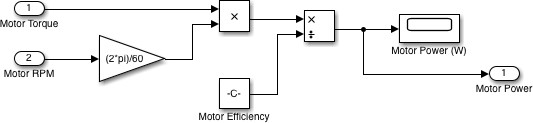 1
Motor Torque
2
Motor RPM
(2*pi)/60
×
-C-
Motor Efficiency
×
÷
Motor Power (W)
1
Motor Power